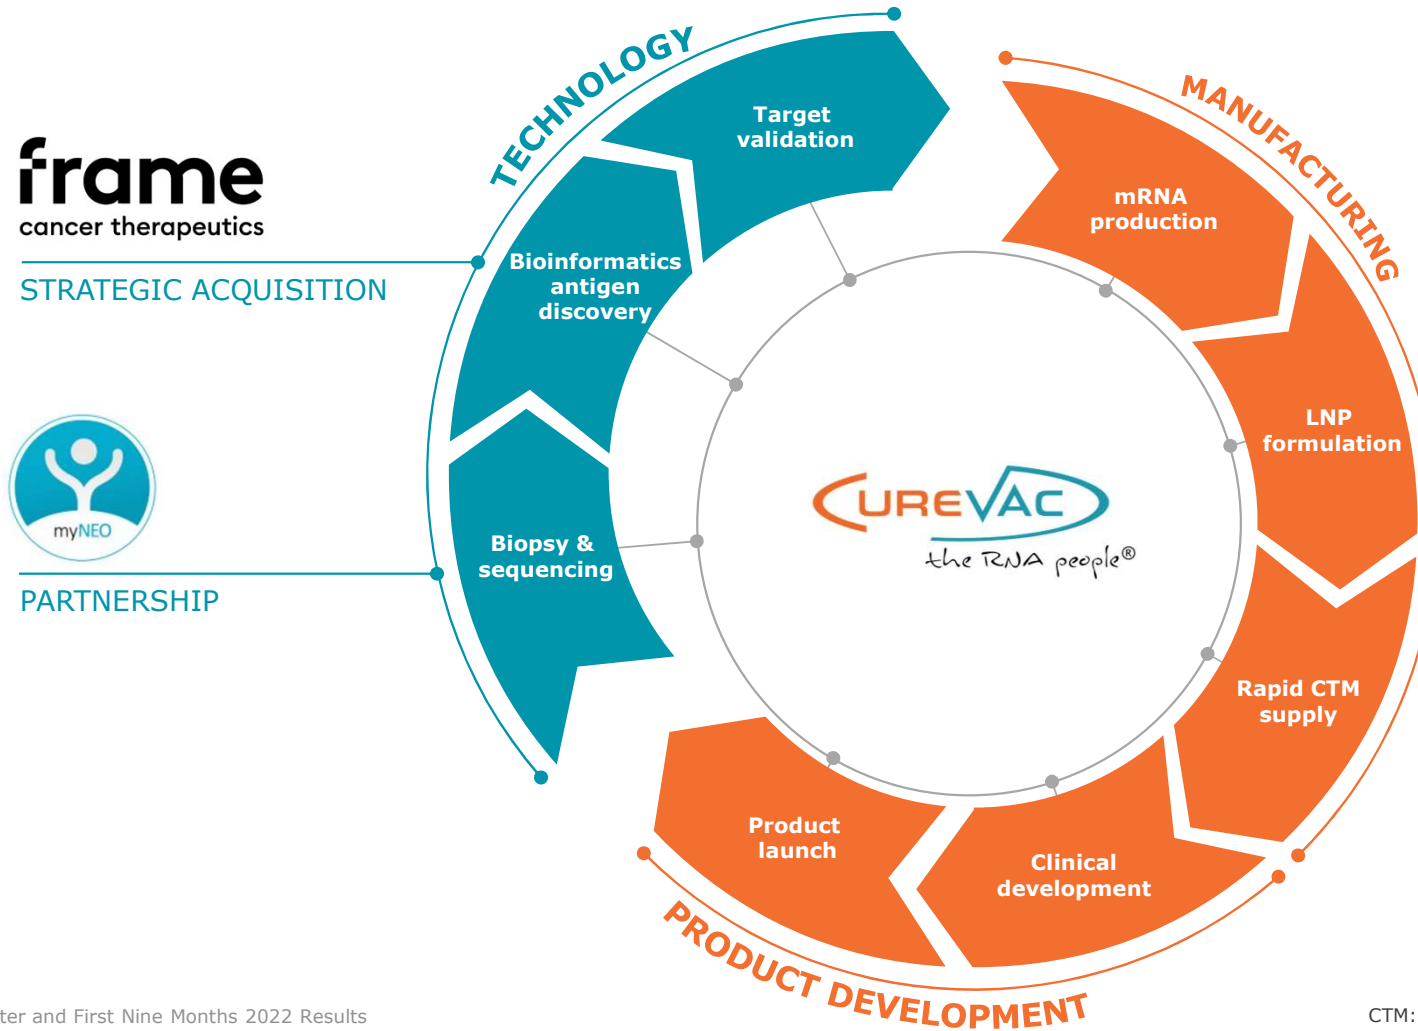 frame
cancer therapeutics
STRATEGIC ACQUISITION
myNEO
PARTNERSHIP
TECHNOLOGY
Target
validation
Bioinformatics
antigen
discovery
Biopsy &
sequencing
MANUFACTURING
mRNA
production
LNP
formulation
Rapid CTM
supply
CUREVAC
the RNA people®
Clinical
development
Product
launch
PRODUCT DEVELOPMENT
ter and First Nine Months 2022 Results
CTM: